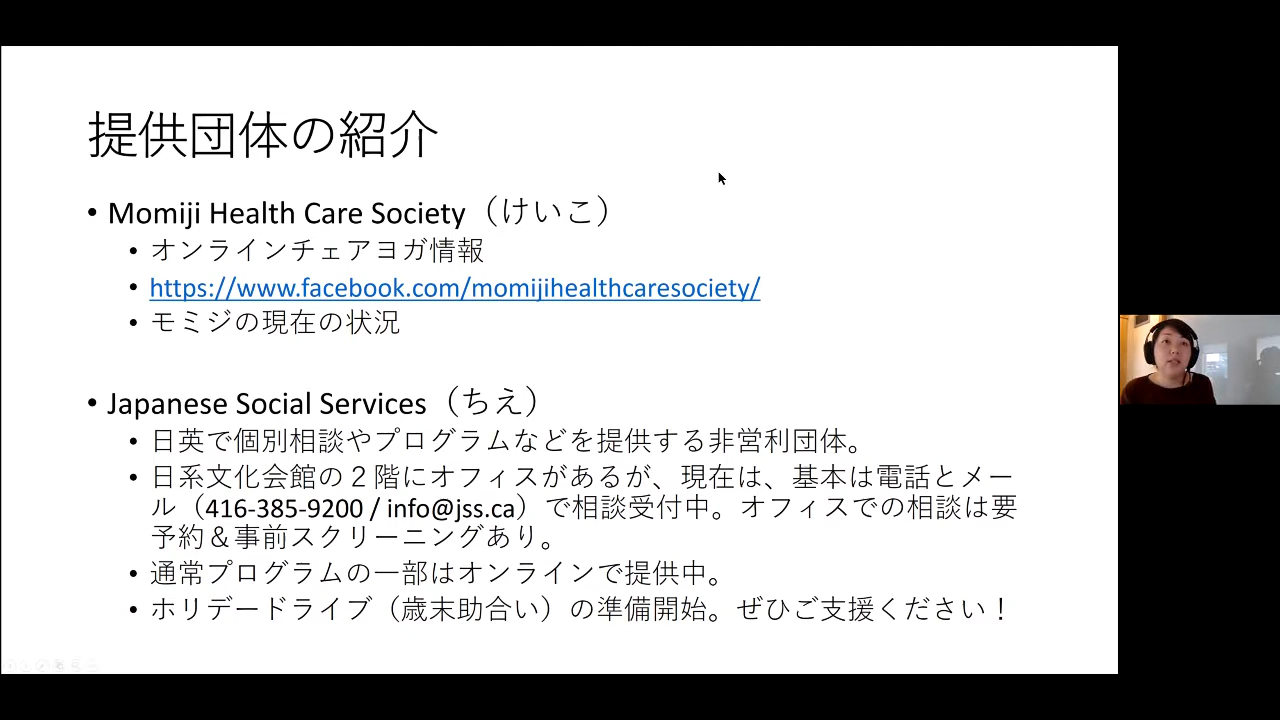 提供団体の紹介
• Momiji Health Care Society（けいこ）
• オンラインチェアヨガ情報
• https://www.facebook.com/momijihealthcaresociety/
• モミジの現在の状況
• Japanese Social Services（ちえ）
• 日英で個別相談やプログラムなどを提供する非営利団体。
• 日系文化会館の２階にオフィスがあるが、現在は、基本は電話とメー
ル（416-385-9200 / info@jss.ca）で相談受付中。オフィスでの相談は要
予約＆事前スクリーニングあり。
• 通常プログラムの一部はオンラインで提供中。
• ホリデードライブ（歳末助合い）の準備開始。ぜひご支援ください！